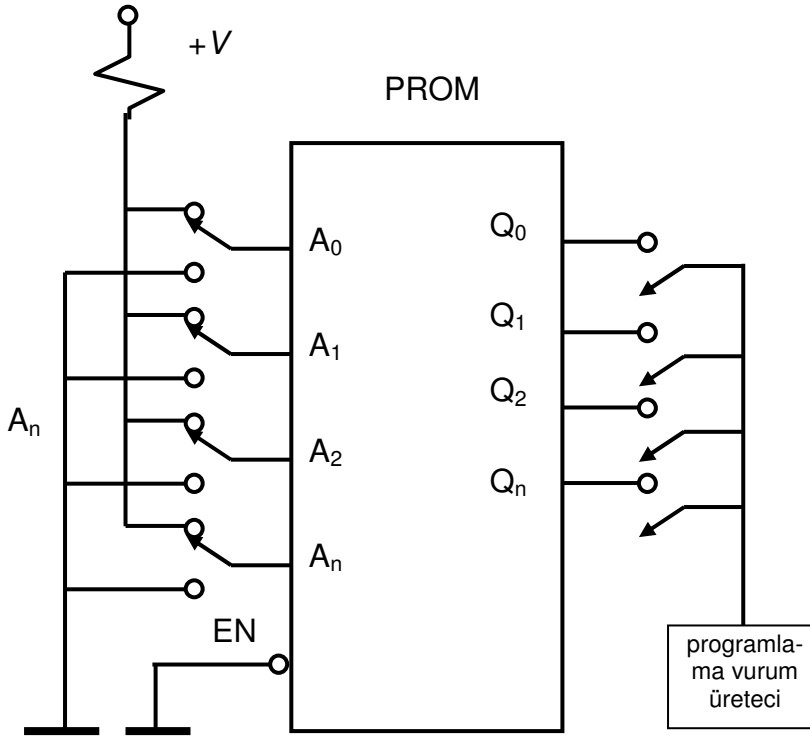 +V
PROM
A₀
Q₀
A₁
Q₁
Aₙ
A₂
Q₂
Aₙ
Qₙ
EN
programla-
ma vurum
üreteci